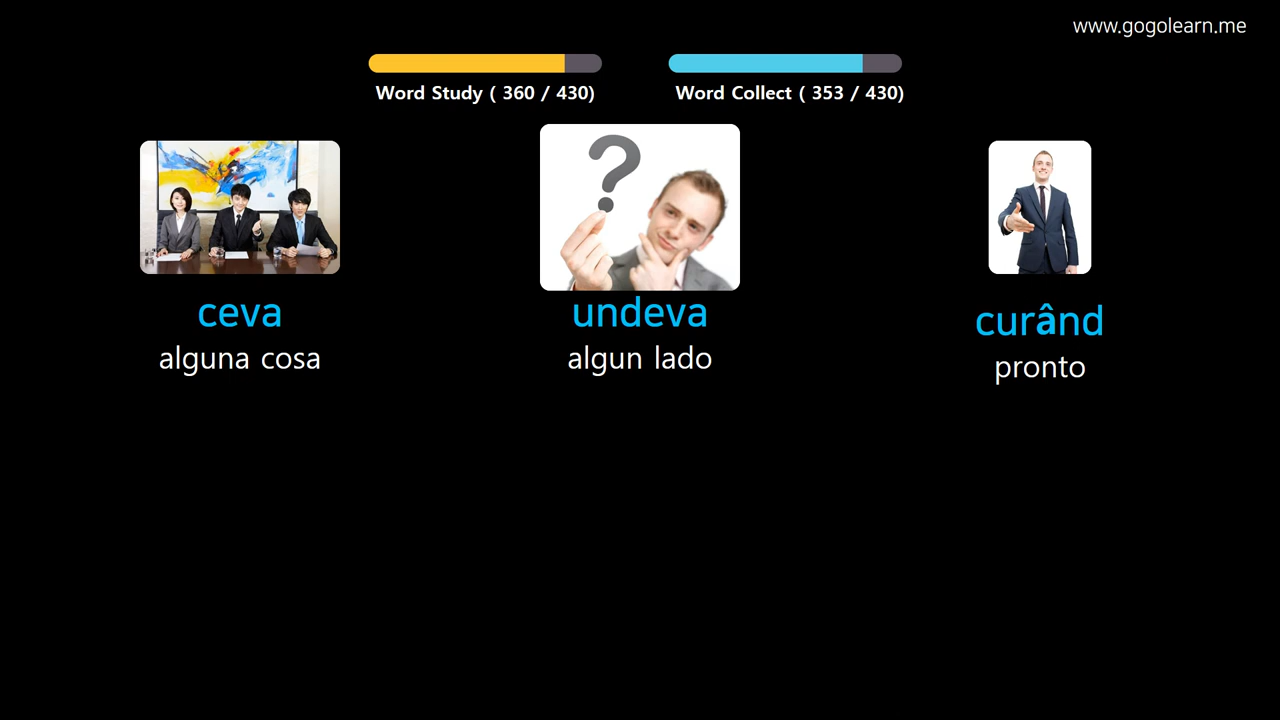 www.gogolearn.me
Word Study ( 360 / 430)
Word Collect ( 353 / 430)
?
ceva
alguna cosa
undeva
algun lado
curând
pronto